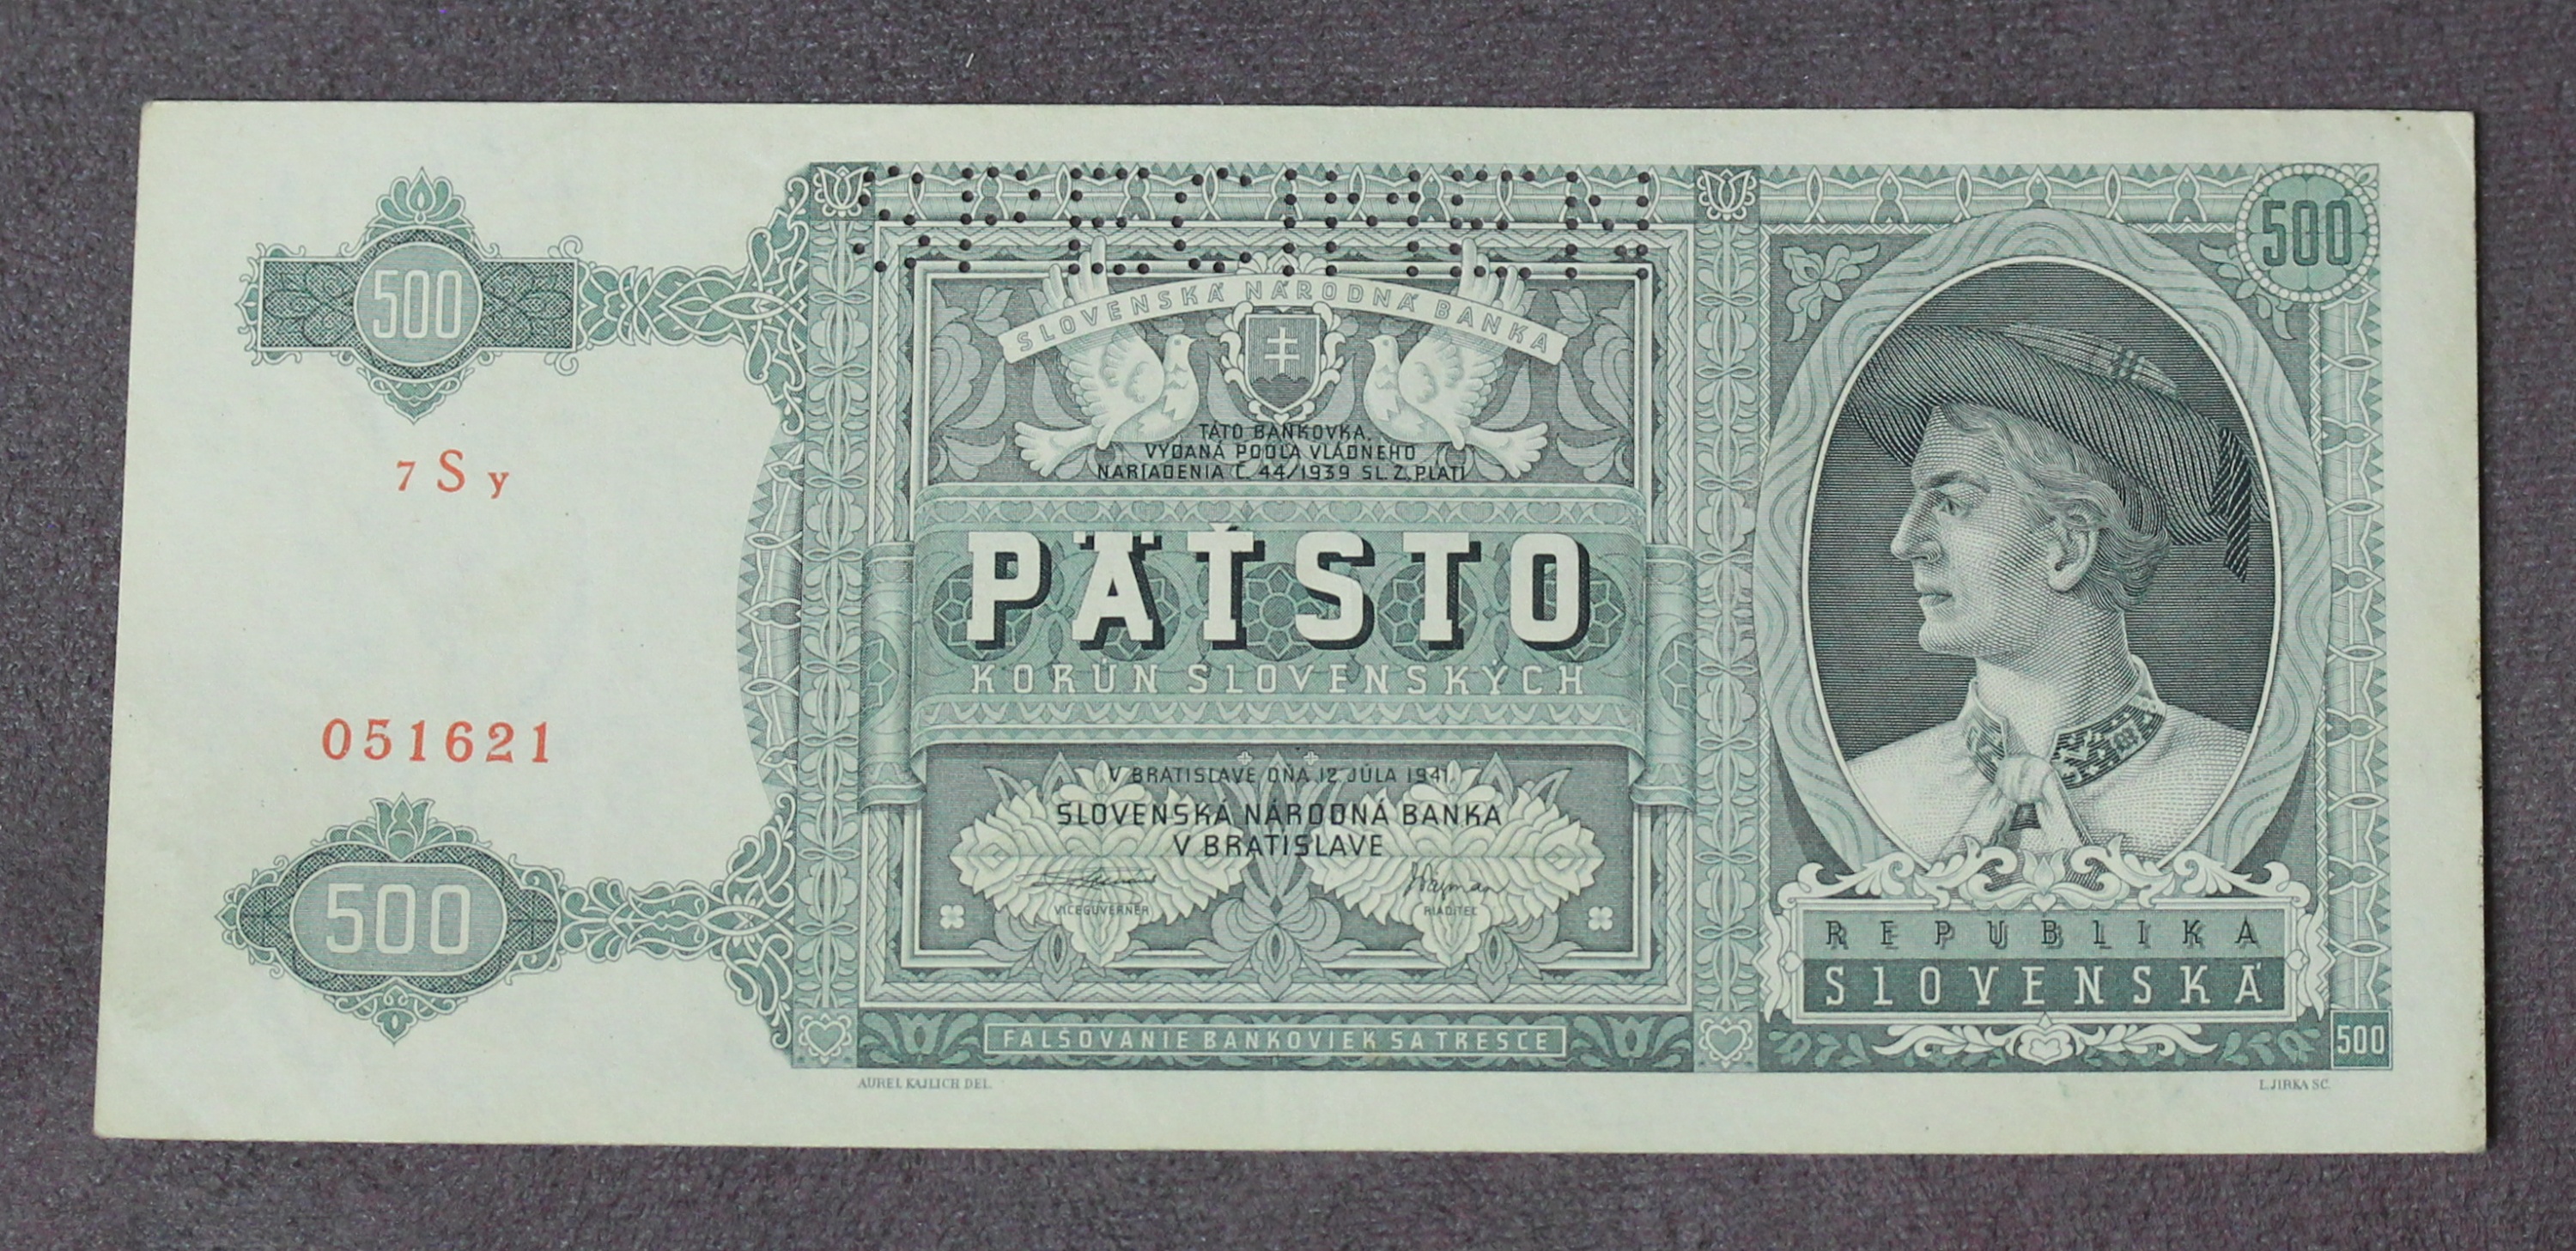 SPECIMEN
500
500
SLOVENSKÁ NÁRODNÁ BANKA
TÁTO BANKOVKA,
VYDANÁ PODĽA VLÁDNEHO
NARIADENIA Č. 44/1939 SL. Z. PLATÍ
7 S y
PÄŤSTO
KORÚN SLOVENSKÝCH
051621
V BRATISLAVE DŇA 12. JÚLA 1941.
SLOVENSKÁ NÁRODNÁ BANKA
V BRATISLAVE
VICEGUVERNÉR
RIADITEĽ
500
REPUBLIKA
SLOVENSKÁ
FALŠOVANIE BANKOVIEK SA TRESCE
500
AUREL KAJLICH DEL.
L. JIRKA SC.